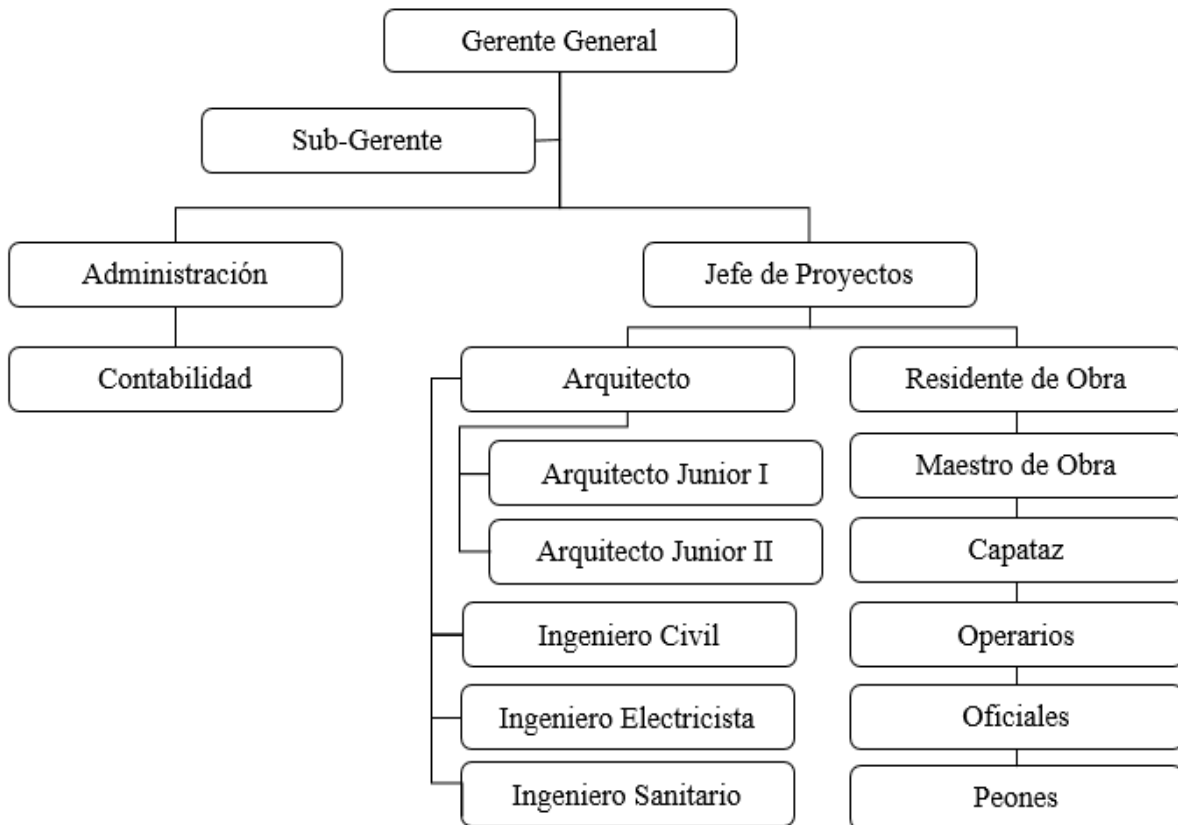 Gerente General
Sub-Gerente
Administración
Jefe de Proyectos
Contabilidad
Arquitecto
Residente de Obra
Arquitecto Junior I
Maestro de Obra
Arquitecto Junior II
Capataz
Ingeniero Civil
Operarios
Ingeniero Electricista
Oficiales
Ingeniero Sanitario
Peones